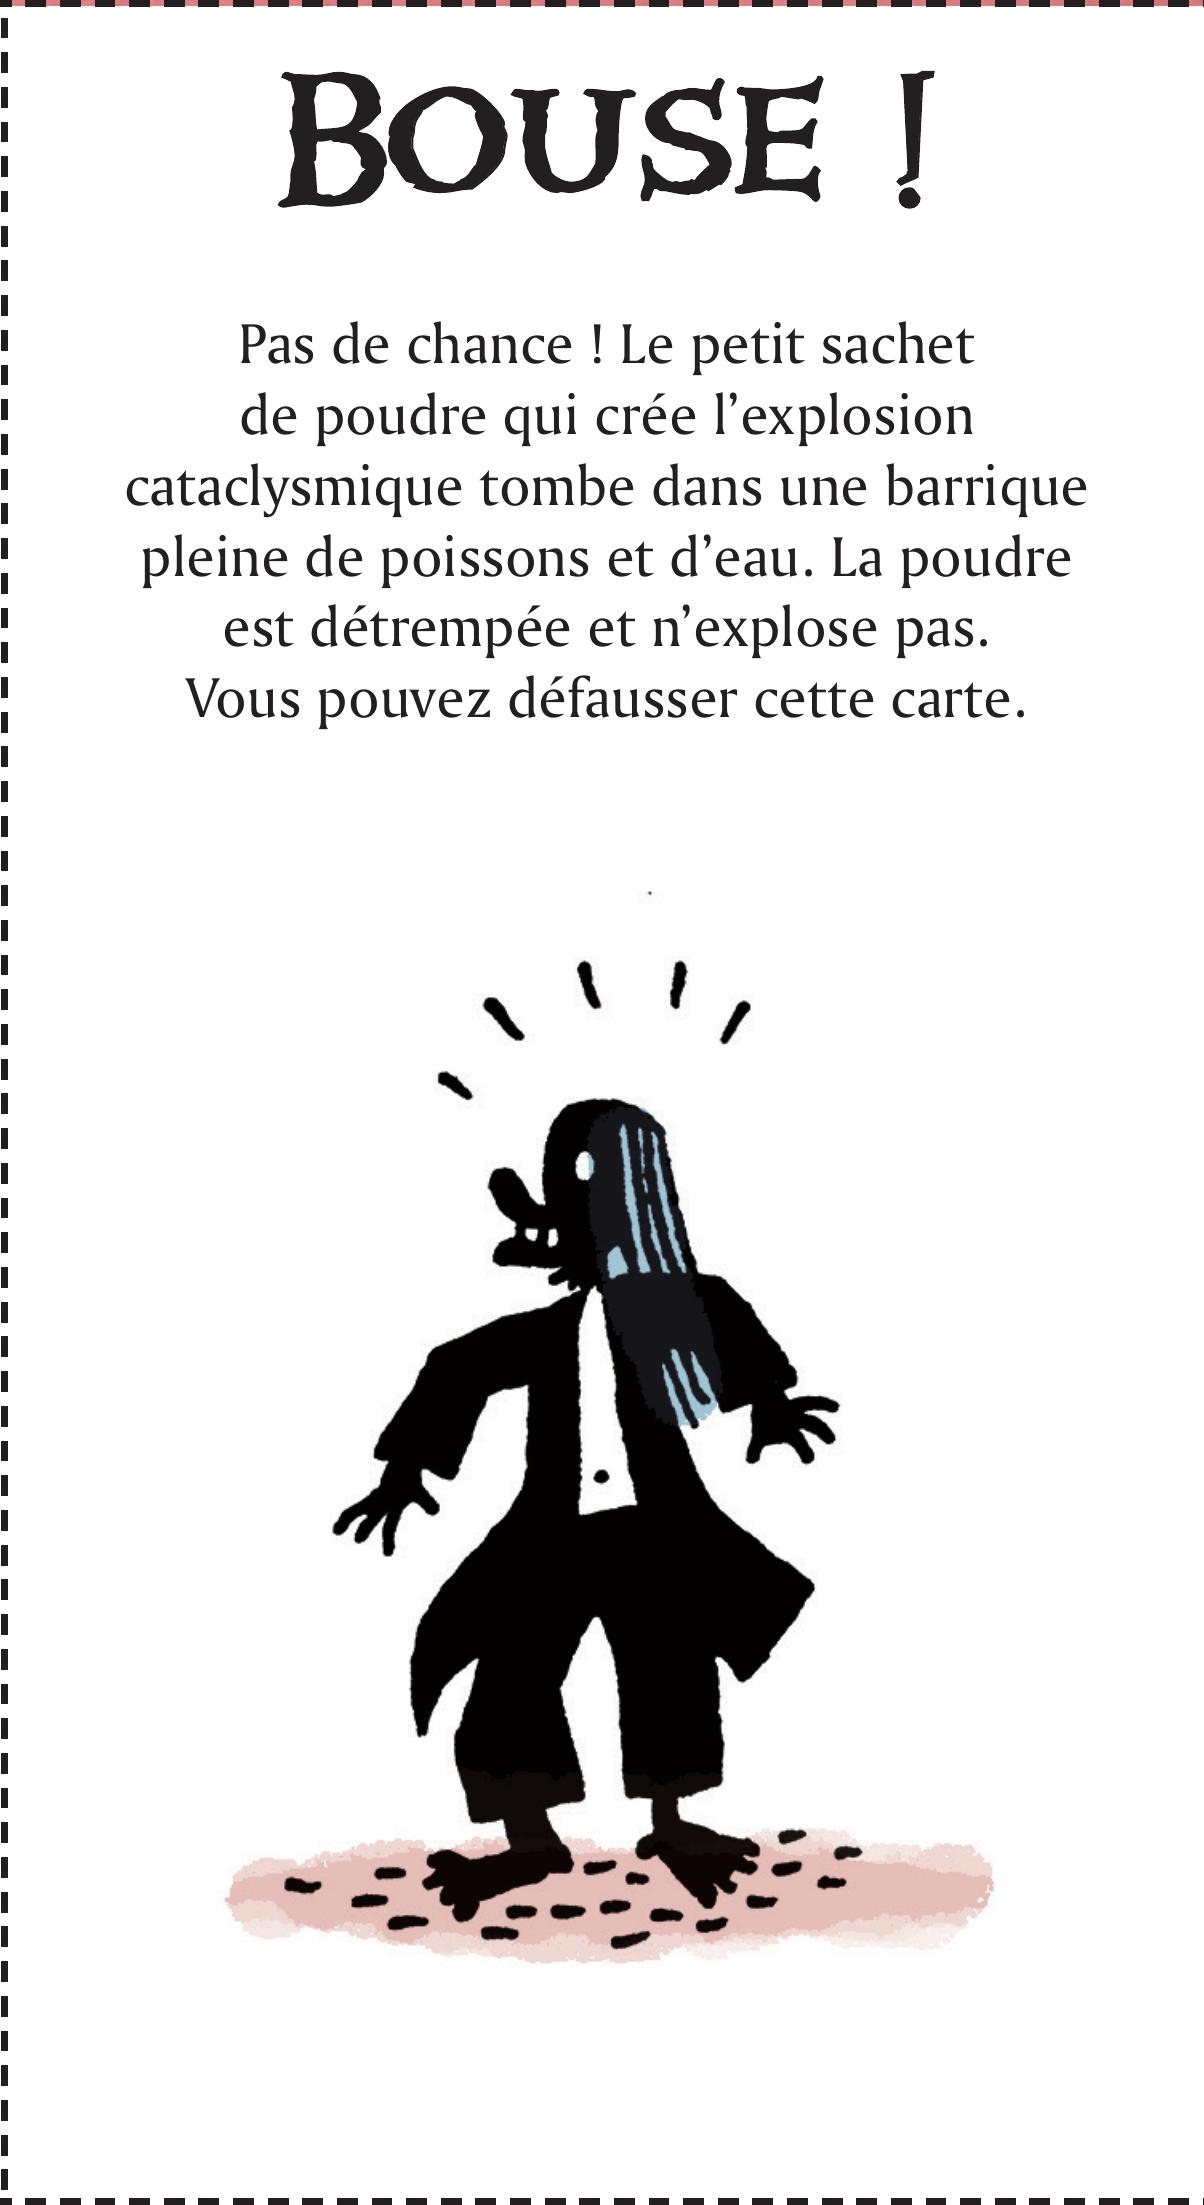 BOUSE !
Pas de chance ! Le petit sachet
de poudre qui crée l’explosion
cataclysmique tombe dans une barrique
pleine de poissons et d’eau. La poudre
est détrempée et n’explose pas.
Vous pouvez défausser cette carte.